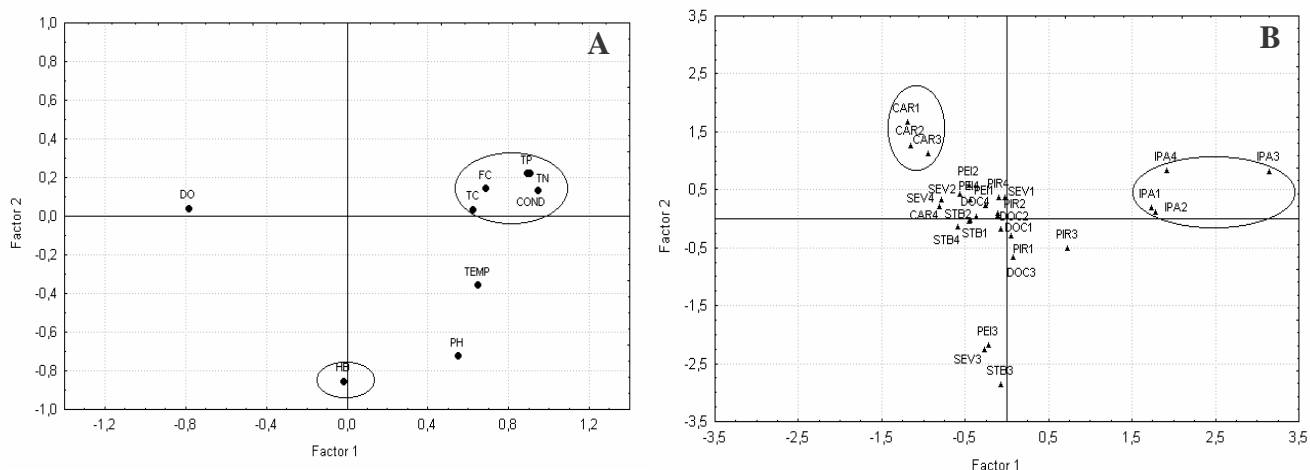 A
1,0
0,8
0,6
0,4
0,2
0,0
-0,2
-0,4
-0,6
-0,8
-1,0
Factor 2
DO
TP
FC
TN
TC
COND
TEMP
PH
HB
-1,2
-0,8
-0,4
0,0
0,4
0,8
1,2
Factor 1
B
3,5
2,5
1,5
0,5
-0,5
-1,5
-2,5
-3,5
Factor 2
CAR1
CAR2
CAR3
PEI2
IPA4
IPA3
PEI4
PIR4
SEV2
PEI1
SEV1
IPA1
SEV4
DOC4
PIR2
IPA2
CAR4
STB2
DOC2
STB4
STB1
DOC1
PIR1
PIR3
DOC3
PEI3
SEV3
STB3
-3,5
-2,5
-1,5
-0,5
0,5
1,5
2,5
3,5
Factor 1